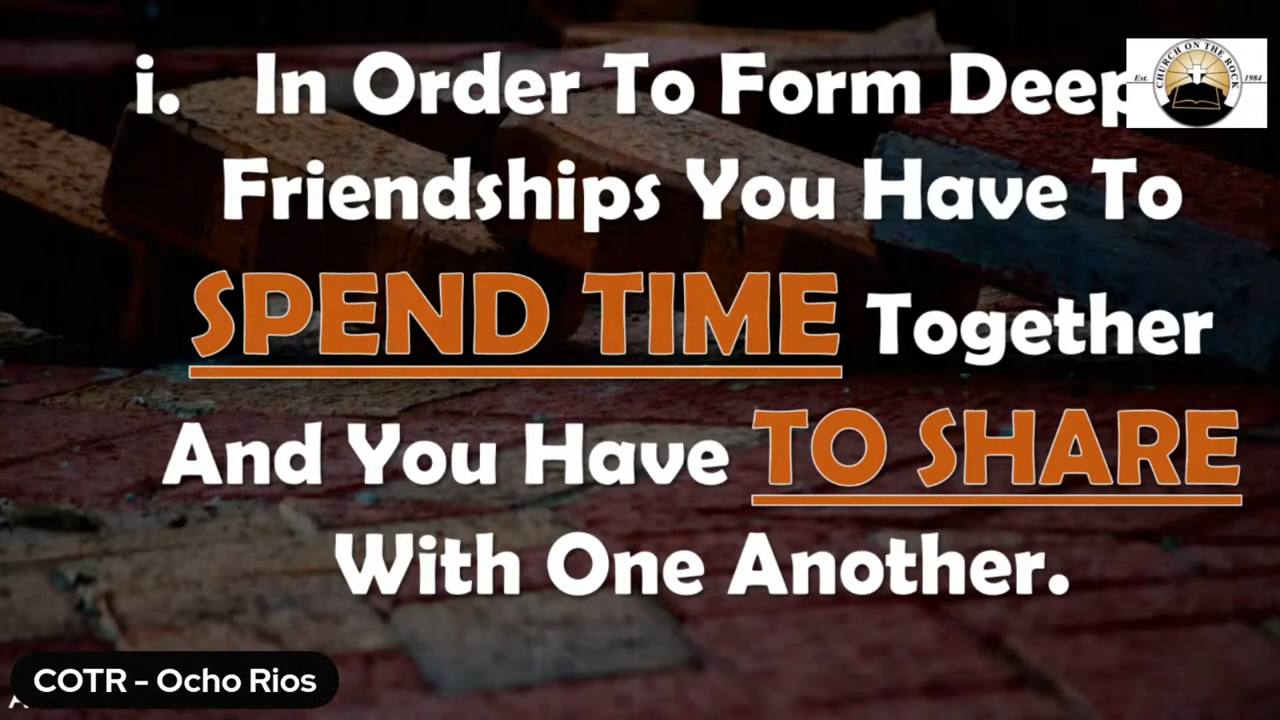 i. In Order To Form Deep
Friendships You Have To
SPEND TIME Together
And You Have TO SHARE
With One Another.
CHURCH ON THE ROCK
Est. 1984
COTR - Ocho Rios